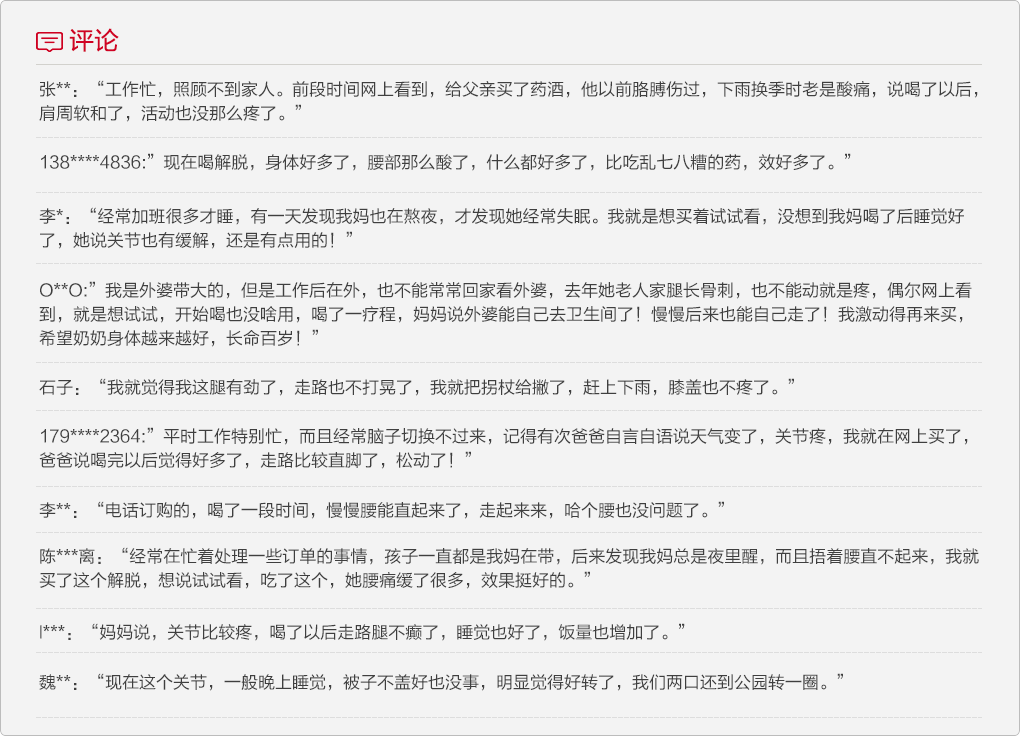 评论
张**：“工作忙，照顾不到家人。前段时间网上看到，给父亲买了药酒，他以前胳膊伤过，下雨换季时老是酸痛，说喝了以后，
肩周软和了，活动也没那么疼了。”
138****4836:”现在喝解脱，身体好多了，腰部那么酸了，什么都好多了，比吃乱七八糟的药，效好多了。”
李*：“经常加班很多才睡，有一天发现我妈也在熬夜，才发现她经常失眠。我就是想买着试试看，没想到我妈喝了后睡觉好
了，她说关节也有缓解，还是有点用的！”
O**O:”我是外婆带大的，但是工作后在外，也不能常常回家看外婆，去年她老人家腿长骨刺，也不能动就是疼，偶尔网上看
到，就是想试试，开始喝也没啥用，喝了一疗程，妈妈说外婆能自己去卫生间了！慢慢后来也能自己走了！我激动得再来买，
希望奶奶身体越来越好，长命百岁！”
石子：“我就觉得我这腿有劲了，走路也不打晃了，我就把拐杖给撇了，赶上下雨，膝盖也不疼了。”
179****2364:”平时工作特别忙，而且经常脑子切换不过来，记得有次爸爸自言自语说天气变了，关节疼，我就在网上买了，
爸爸说喝完以后觉得好多了，走路比较直脚了，松动了！”
李**：“电话订购的，喝了一段时间，慢慢腰能直起来了，走起来来，哈个腰也没问题了。”
陈***离：“经常在忙着处理一些订单的事情，孩子一直都是我妈在带，后来发现我妈总是夜里醒，而且捂着腰直不起来，我就
买了这个解脱，想说试试看，吃了这个，她腰痛缓了很多，效果挺好的。”
l***：“妈妈说，关节比较疼，喝了以后走路腿不癫了，睡觉也好了，饭量也增加了。”
魏**：“现在这个关节，一般晚上睡觉，被子不盖好也没事，明显觉得好转了，我们两口还到公园转一圈。”